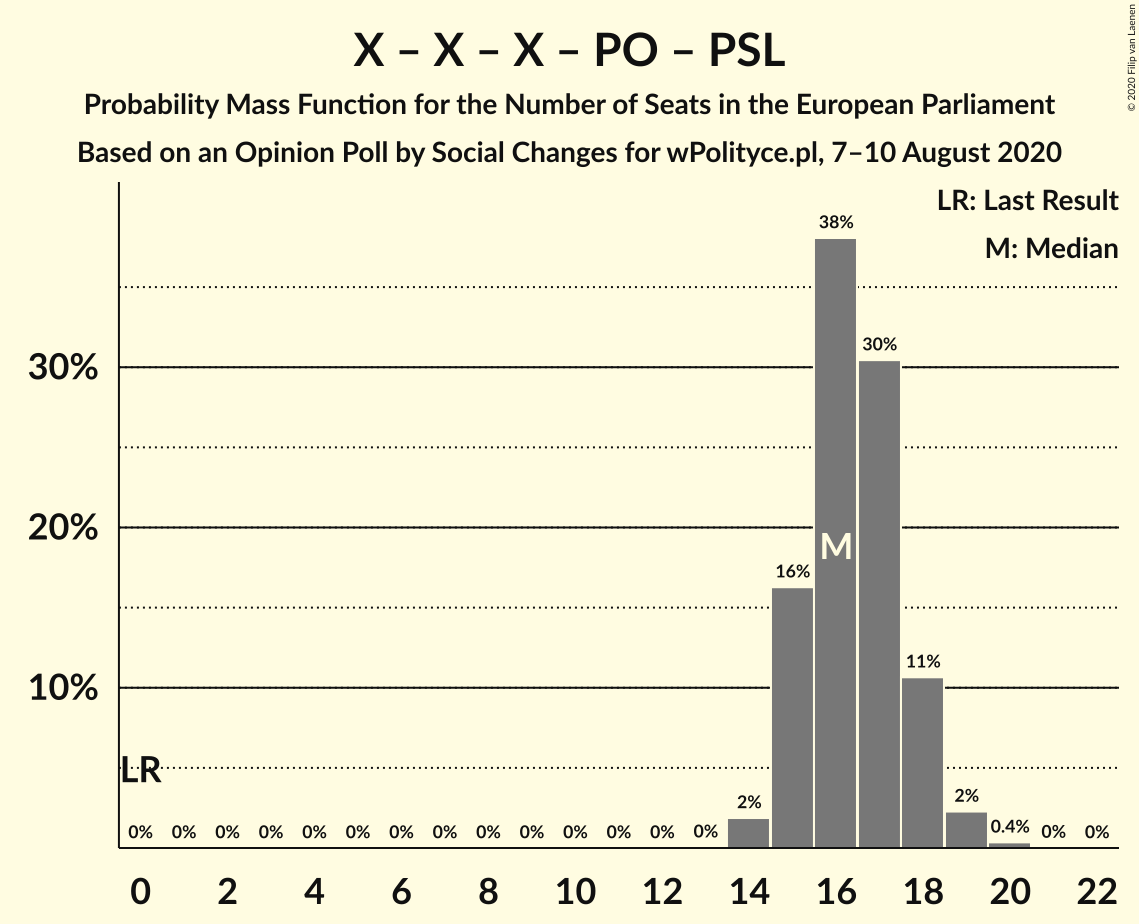 X – X – X – PO – PSL
Probability Mass Function for the Number of Seats in the European Parliament
Based on an Opinion Poll by Social Changes for wPolityce.pl, 7–10 August 2020
© 2020 Filip van Laenen
LR: Last Result
M: Median
38%
30%
30%
20%
M
16%
11%
10%
LR
2%
2%
0% 0% 0% 0% 0% 0% 0% 0% 0% 0% 0% 0% 0% 0% 0.4% 0% 0%
0 2 4 6 8 10 12 14 16 18 20 22